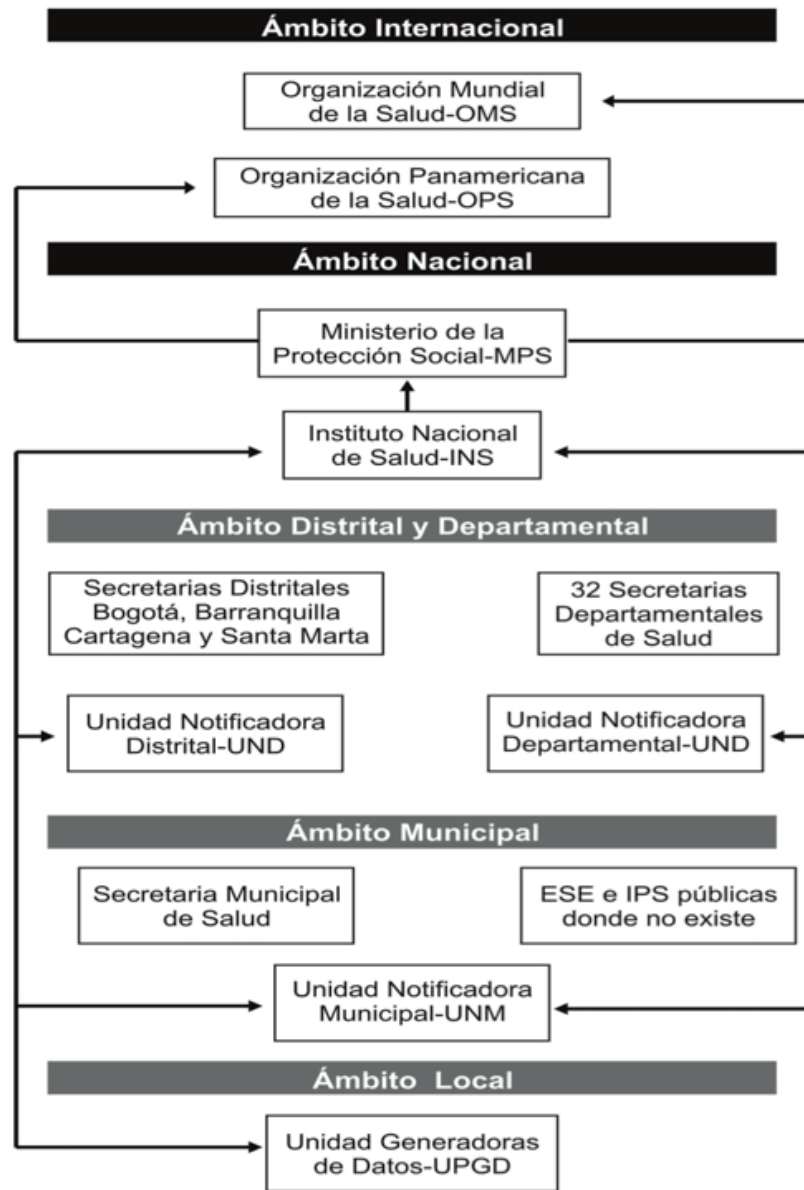 Ámbito Internacional
Organización Mundial
de la Salud-OMS
Organización Panamericana
de la Salud-OPS
Ámbito Nacional
Ministerio de la
Protección Social-MPS
Instituto Nacional
de Salud-INS
Ámbito Distrital y Departamental
Secretarias Distritales
Bogotá, Barranquilla
Cartagena y Santa Marta
32 Secretarias
Departamentales
de Salud
Unidad Notificadora
Distrital-UND
Unidad Notificadora
Departamental-UND
Ámbito Municipal
Secretaria Municipal
de Salud
ESE e IPS públicas
donde no existe
Unidad Notificadora
Municipal-UNM
Ámbito Local
Unidad Generadoras
de Datos-UPGD